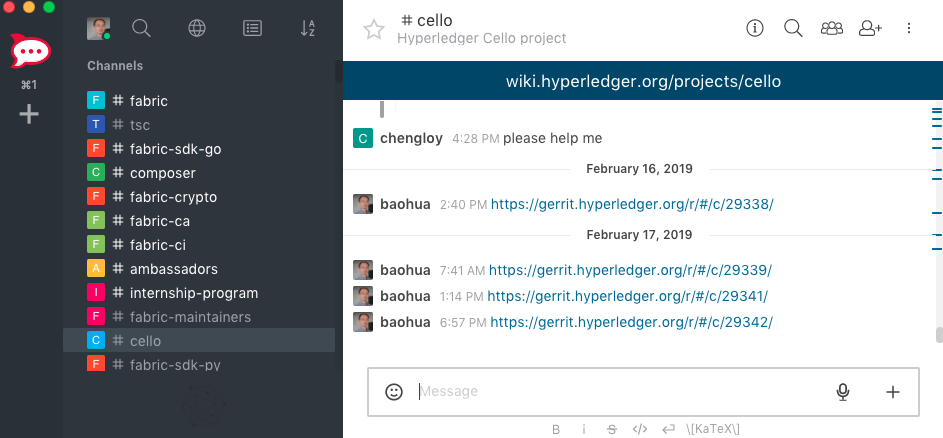 ⌘1
A
Z
Channels
F # fabric
T # tsc
F # fabric-sdk-go
C # composer
F # fabric-crypto
F # fabric-ca
F # fabric-ci
A # ambassadors
I # internship-program
F # fabric-maintainers
C # cello
F # fabric-sdk-py
# cello
Hyperledger Cello project
wiki.hyperledger.org/projects/cello
C chengloy 4:28 PM please help me
February 16, 2019
baohua 2:40 PM https://gerrit.hyperledger.org/r/#/c/29338/
February 17, 2019
baohua 7:41 AM https://gerrit.hyperledger.org/r/#/c/29339/
baohua 1:14 PM https://gerrit.hyperledger.org/r/#/c/29341/
baohua 6:57 PM https://gerrit.hyperledger.org/r/#/c/29342/
Message
B i S </> \[KaTeX\]